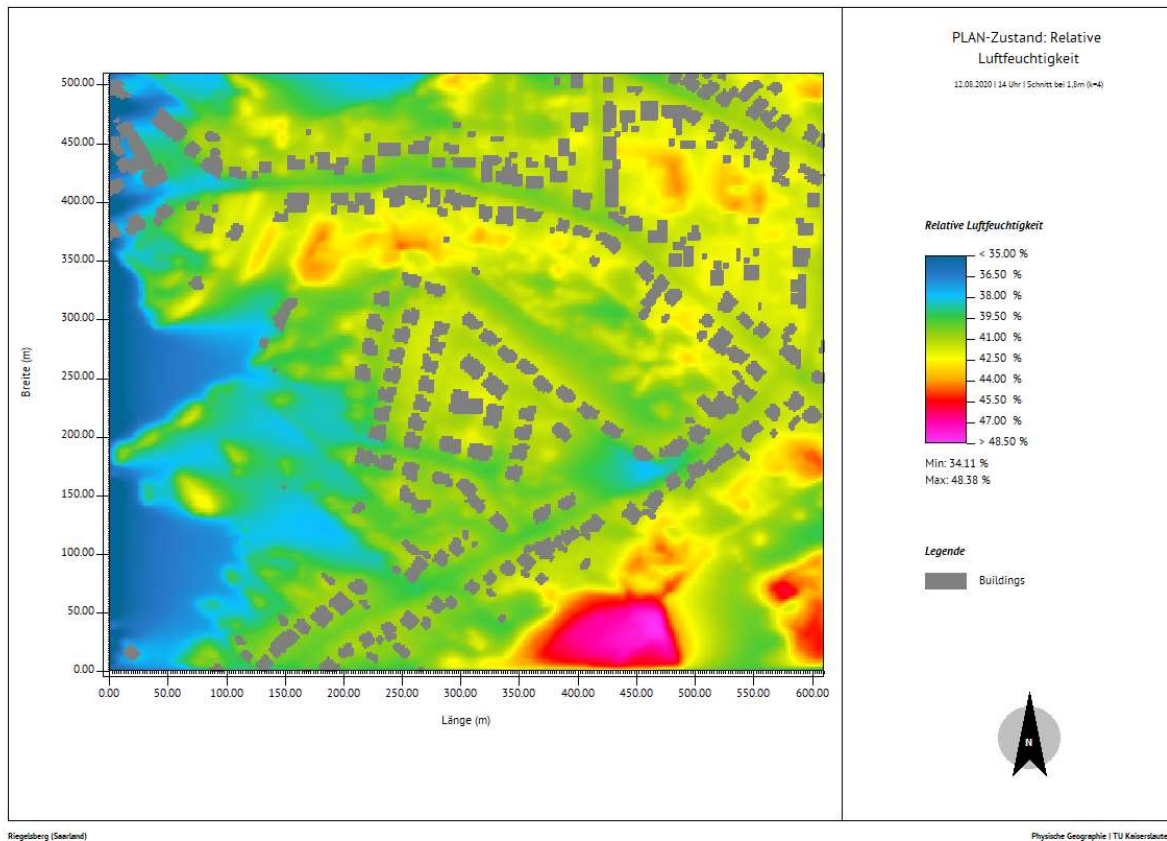 PLAN-Zustand: Relative
Luftfeuchtigkeit
12.08.2020 | 14 Uhr | Schnitt bei 1,8m (k=4)
500.00
450.00
400.00
350.00
300.00
250.00
200.00
150.00
100.00
50.00
0.00
Breite (m)
0.00 50.00 100.00 150.00 200.00 250.00 300.00 350.00 400.00 450.00 500.00 550.00 600.00
Länge (m)
Relative Luftfeuchtigkeit
< 35.00 %
36.50 %
38.00 %
39.50 %
41.00 %
42.50 %
44.00 %
45.50 %
47.00 %
> 48.50 %
Min: 34.11 %
Max: 48.38 %
Legende
Buildings
N
Riegelsberg (Saarland)
Physische Geographie | TU Kaiserslaute